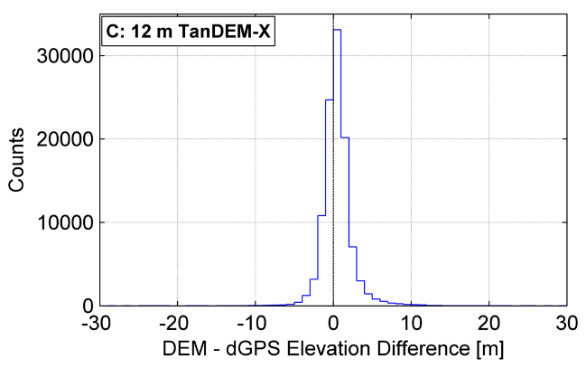 C: 12 m TanDEM-X
30000
20000
10000
0
Counts
-30 -20 -10 0 10 20 30
DEM - dGPS Elevation Difference [m]